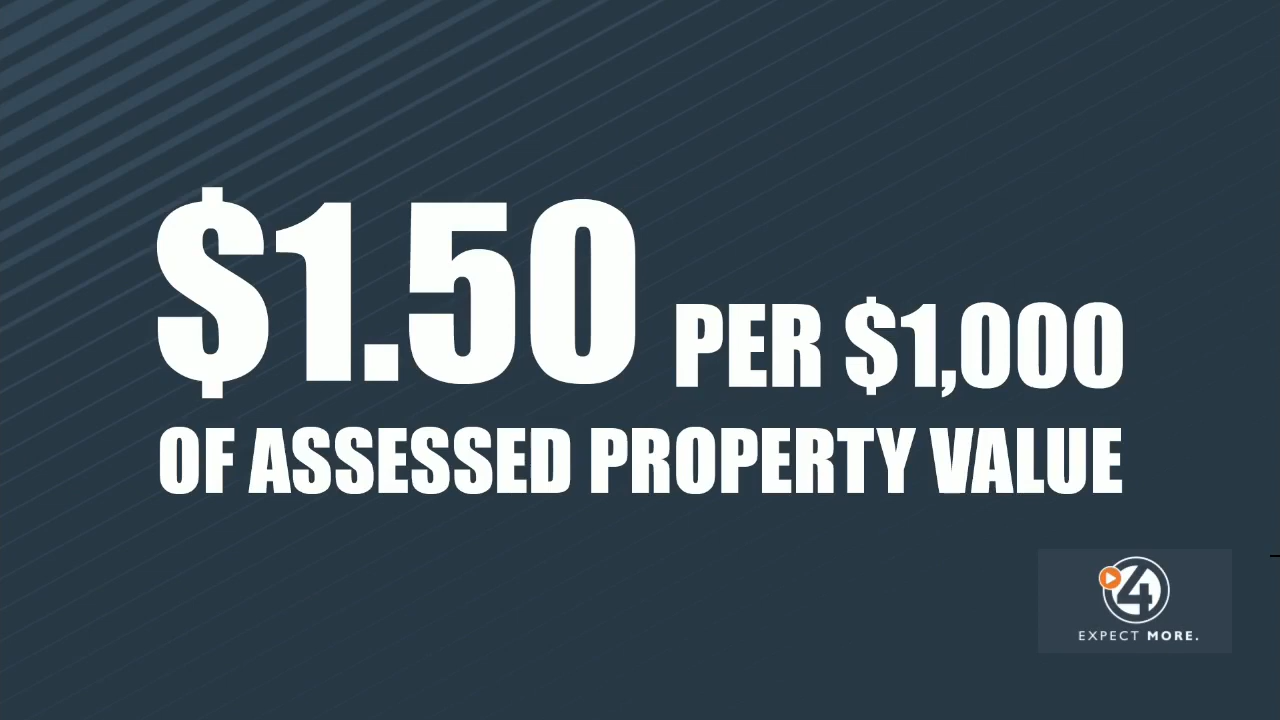 $1.50 PER $1,000
OF ASSESSED PROPERTY VALUE
4
EXPECT MORE.